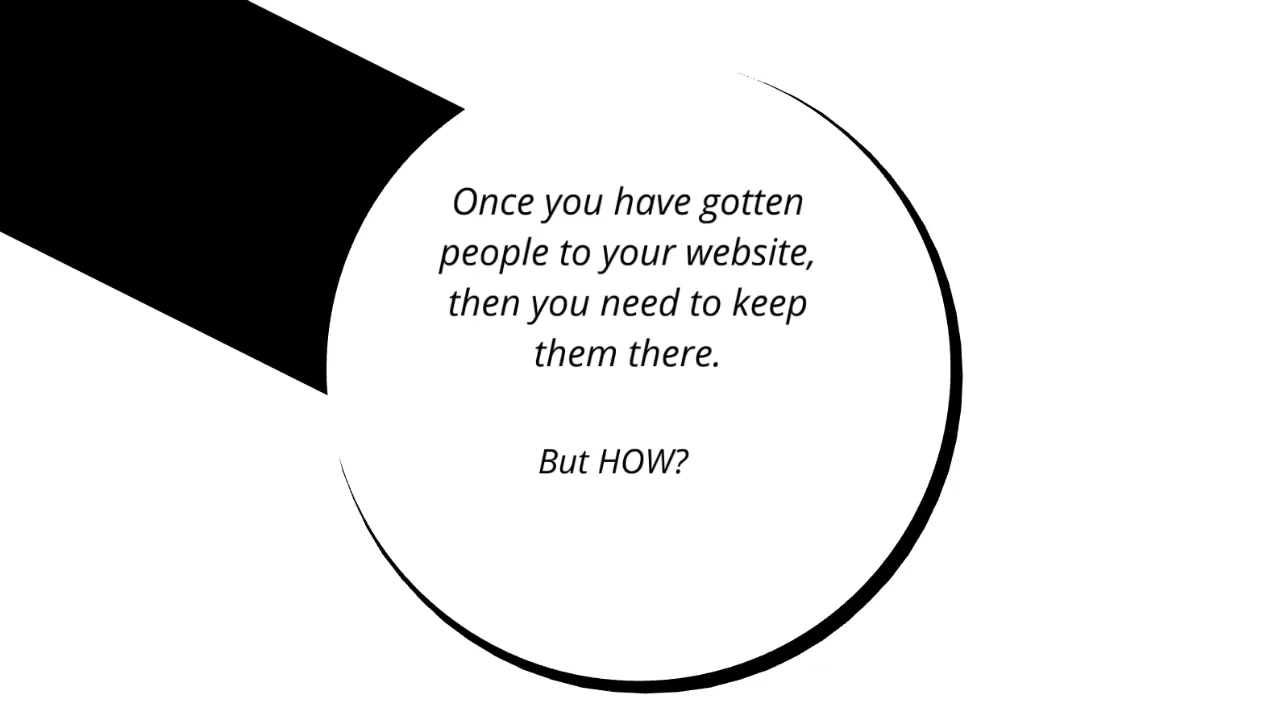 Once you have gotten
people to your website,
then you need to keep
them there.
But HOW?